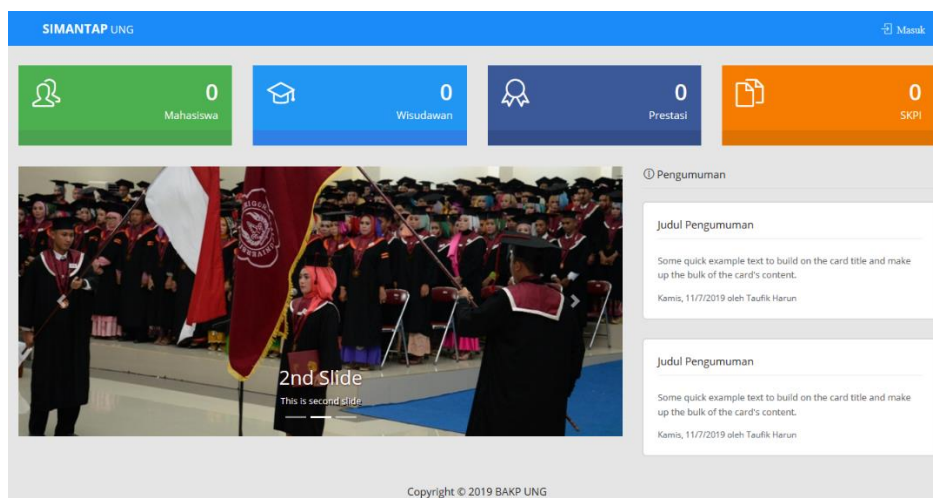 SIMANTAP UNG
Masuk
0
Mahasiswa
0
Wisudawan
0
Prestasi
0
SKPI
2nd Slide
This is second slide
Pengumuman
Judul Pengumuman
Some quick example text to build on the card title and make
up the bulk of the card's content.
Kamis, 11/7/2019 oleh Taufik Harun
Judul Pengumuman
Some quick example text to build on the card title and make
up the bulk of the card's content.
Kamis, 11/7/2019 oleh Taufik Harun
Copyright © 2019 BAKP UNG